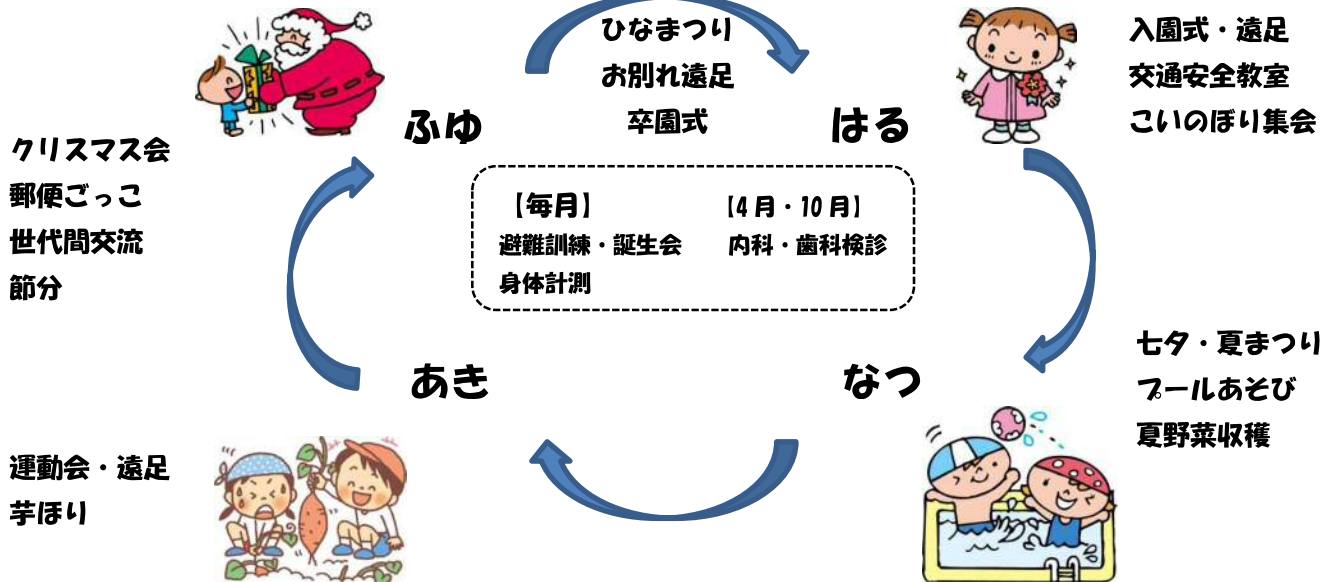 ひなまつり
お別れ遠足
卒園式
入園式・遠足
交通安全教室
こいのぼり集会
ふゆ
はる
クリスマス会
郵便ごっこ
世代間交流
節分
【毎月】
避難訓練・誕生会
身体計測
【4月・10月】
内科・歯科検診
あき
なつ
七夕・夏まつり
プールあそび
夏野菜収穫
運動会・遠足
芋ほり